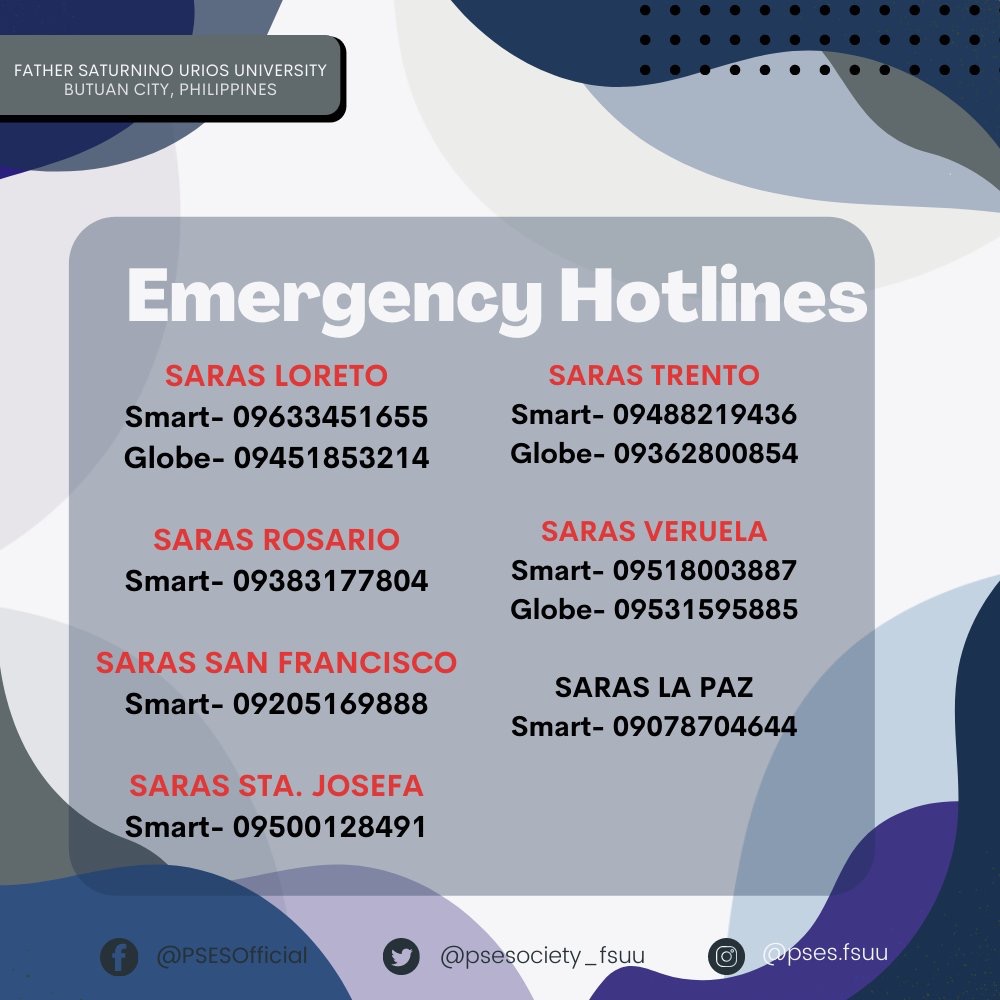 FATHER SATURNINO URIOS UNIVERSITY
BUTUAN CITY, PHILIPPINES
Emergency Hotlines
SARAS LORETO
Smart- 09633451655
Globe- 09451853214
SARAS ROSARIO
Smart- 09383177804
SARAS SAN FRANCISCO
Smart- 09205169888
SARAS STA. JOSEFA
Smart- 09500128491
SARAS TRENTO
Smart- 09488219436
Globe- 09362800854
SARAS VERUELA
Smart- 09518003887
Globe- 09531595885
SARAS LA PAZ
Smart- 09078704644
@PSESOfficial
@psesociety_fsuu
@pses.fsuu